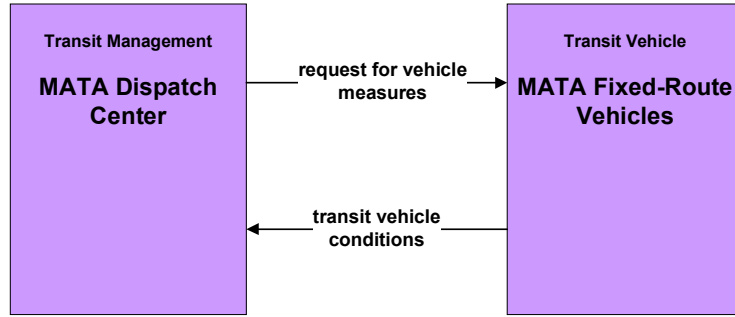 Transit Management
MATA Dispatch
Center
request for vehicle
measures
Transit Vehicle
MATA Fixed-Route
Vehicles
transit vehicle
conditions